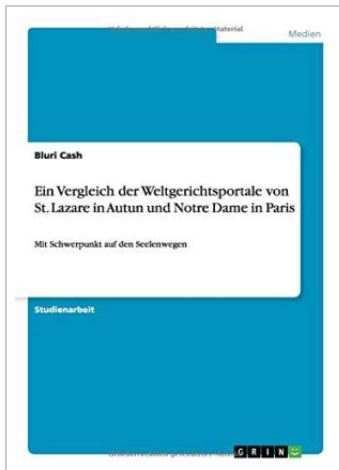 Medien
Bluri Cash
Ein Vergleich der Weltgerichtsportale von
St. Lazare in Autun und Notre Dame in Paris
Mit Schwerpunkt auf den Seelenwegen
Studienarbeit
GRIN